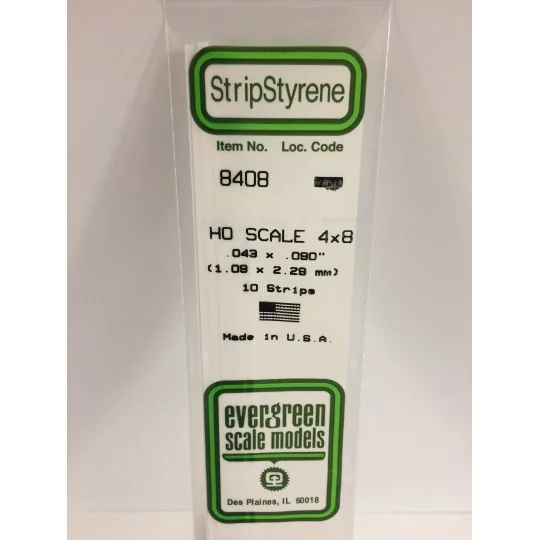 StripStyrene
Item No. Loc. Code
8408
HO SCALE 4x8
.043 x .090"
(1.09 x 2.29 mm)
10 Strips
Made in U.S.A.
evergreen
scale models
Des Plaines, IL 60018